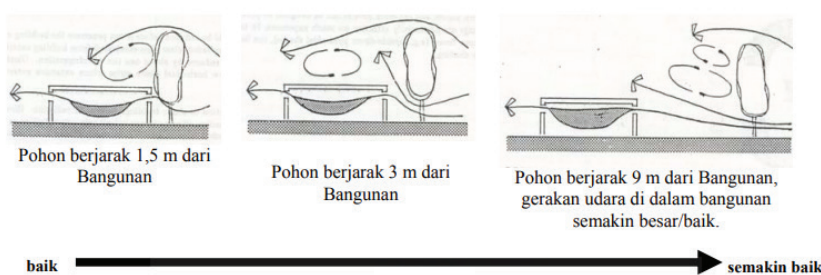 Pohon berjarak 1,5 m dari
Bangunan
Pohon berjarak 3 m dari
Bangunan
Pohon berjarak 9 m dari Bangunan,
gerakan udara di dalam bangunan
semakin besar/baik.
baik
semakin baik